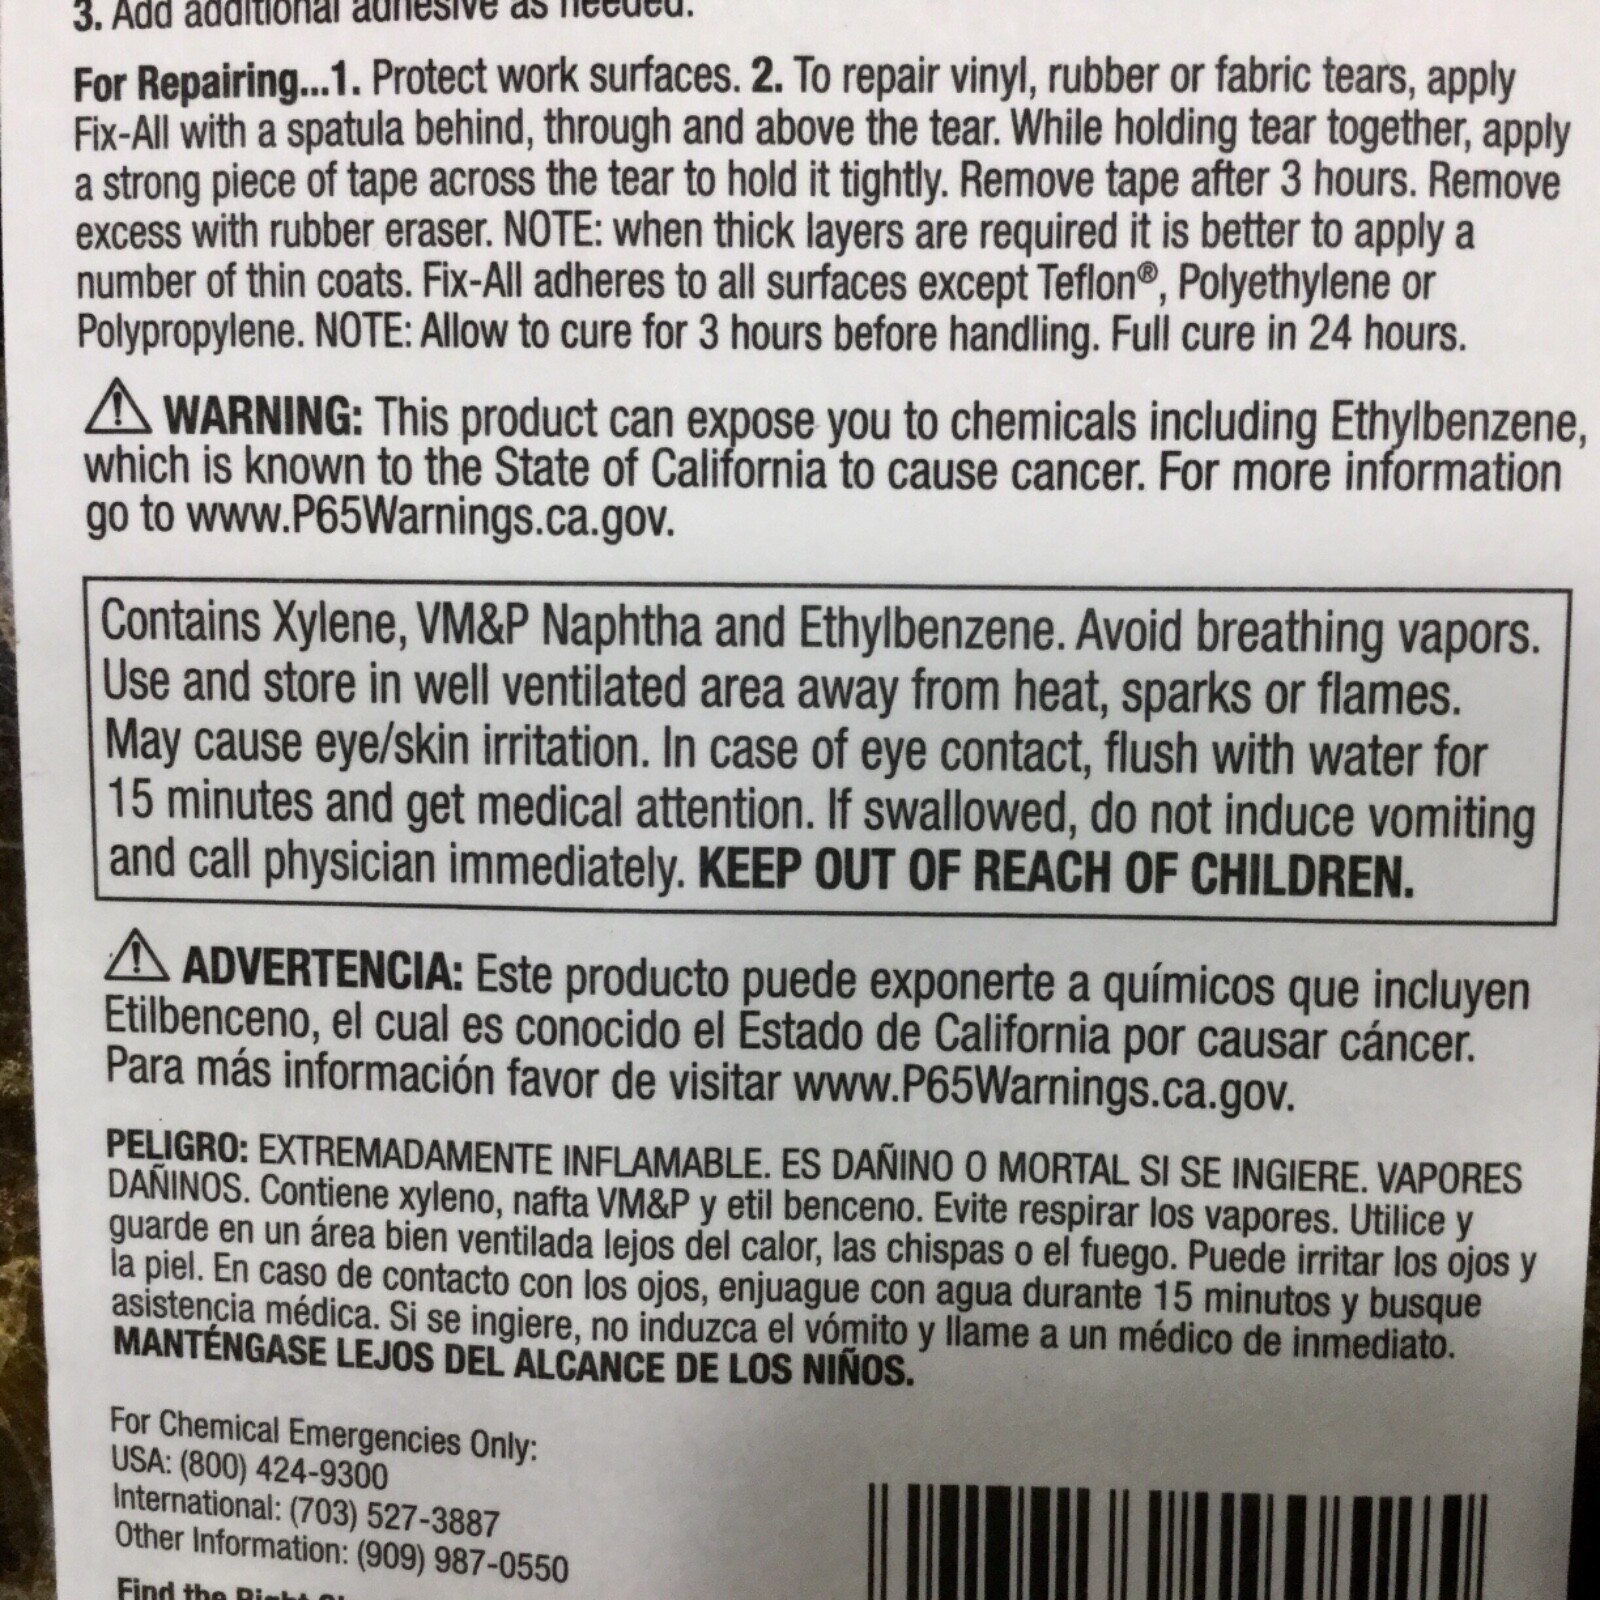 3. Add additional adhesive as needed.
For Repairing...1. Protect work surfaces. 2. To repair vinyl, rubber or fabric tears, apply
Fix-All with a spatula behind, through and above the tear. While holding tear together, apply
a strong piece of tape across the tear to hold it tightly. Remove tape after 3 hours. Remove
excess with rubber eraser. NOTE: when thick layers are required it is better to apply a
number of thin coats. Fix-All adheres to all surfaces except Teflon®, Polyethylene or
Polypropylene. NOTE: Allow to cure for 3 hours before handling. Full cure in 24 hours.
⚠ WARNING: This product can expose you to chemicals including Ethylbenzene,
which is known to the State of California to cause cancer. For more information
go to www.P65Warnings.ca.gov.
Contains Xylene, VM&P Naphtha and Ethylbenzene. Avoid breathing vapors.
Use and store in well ventilated area away from heat, sparks or flames.
May cause eye/skin irritation. In case of eye contact, flush with water for
15 minutes and get medical attention. If swallowed, do not induce vomiting
and call physician immediately. KEEP OUT OF REACH OF CHILDREN.
⚠ ADVERTENCIA: Este producto puede exponerte a químicos que incluyen
Etilbenceno, el cual es conocido el Estado de California por causar cáncer.
Para más información favor de visitar www.P65Warnings.ca.gov.
PELIGRO: EXTREMADAMENTE INFLAMABLE. ES DAÑINO O MORTAL SI SE INGIERE. VAPORES
DAÑINOS. Contiene xyleno, nafta VM&P y etil benceno. Evite respirar los vapores. Utilice y
guarde en un área bien ventilada lejos del calor, las chispas o el fuego. Puede irritar los ojos y
la piel. En caso de contacto con los ojos, enjuague con agua durante 15 minutos y busque
asistencia médica. Si se ingiere, no induzca el vómito y llame a un médico de inmediato.
MANTÉNGASE LEJOS DEL ALCANCE DE LOS NIÑOS.
For Chemical Emergencies Only:
USA: (800) 424-9300
International: (703) 527-3887
Other Information: (909) 987-0550
Find the Right